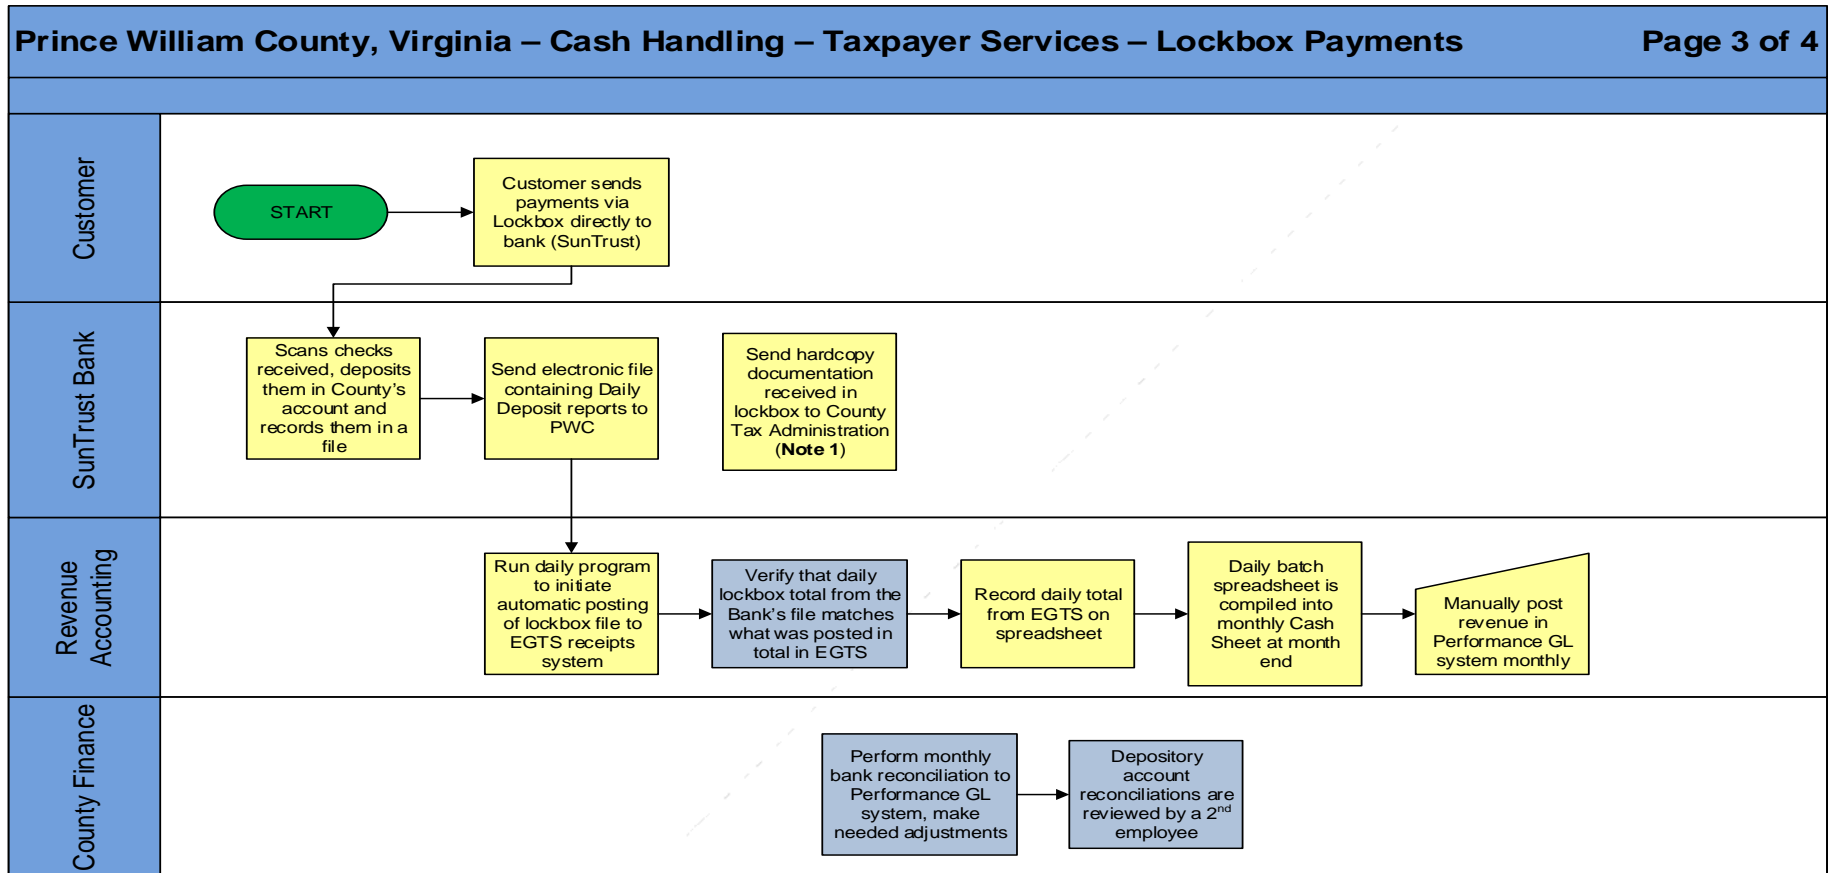 Prince William County, Virginia – Cash Handling – Taxpayer Services – Lockbox Payments Page 3 of 4
Customer
START
Customer sends
payments via
Lockbox directly to
bank (SunTrust)
SunTrust Bank
Scans checks
received, deposits
them in County’s
account and
records them in a
file
Send electronic file
containing Daily
Deposit reports to
PWC
Send hardcopy
documentation
received in
lockbox to County
Tax Administration
(Note 1)
Revenue
Accounting
Run daily program
to initiate
automatic posting
of lockbox file to
EGTS receipts
system
Verify that daily
lockbox total from the
Bank’s file matches
what was posted in
total in EGTS
Record daily total
from EGTS on
spreadsheet
Daily batch
spreadsheet is
compiled into
monthly Cash
Sheet at month
end
Manually post
revenue in
Performance GL
system monthly
County Finance
Perform monthly
bank reconciliation to
Performance GL
system, make
needed adjustments
Depository
account
reconciliations are
reviewed by a 2nd
employee